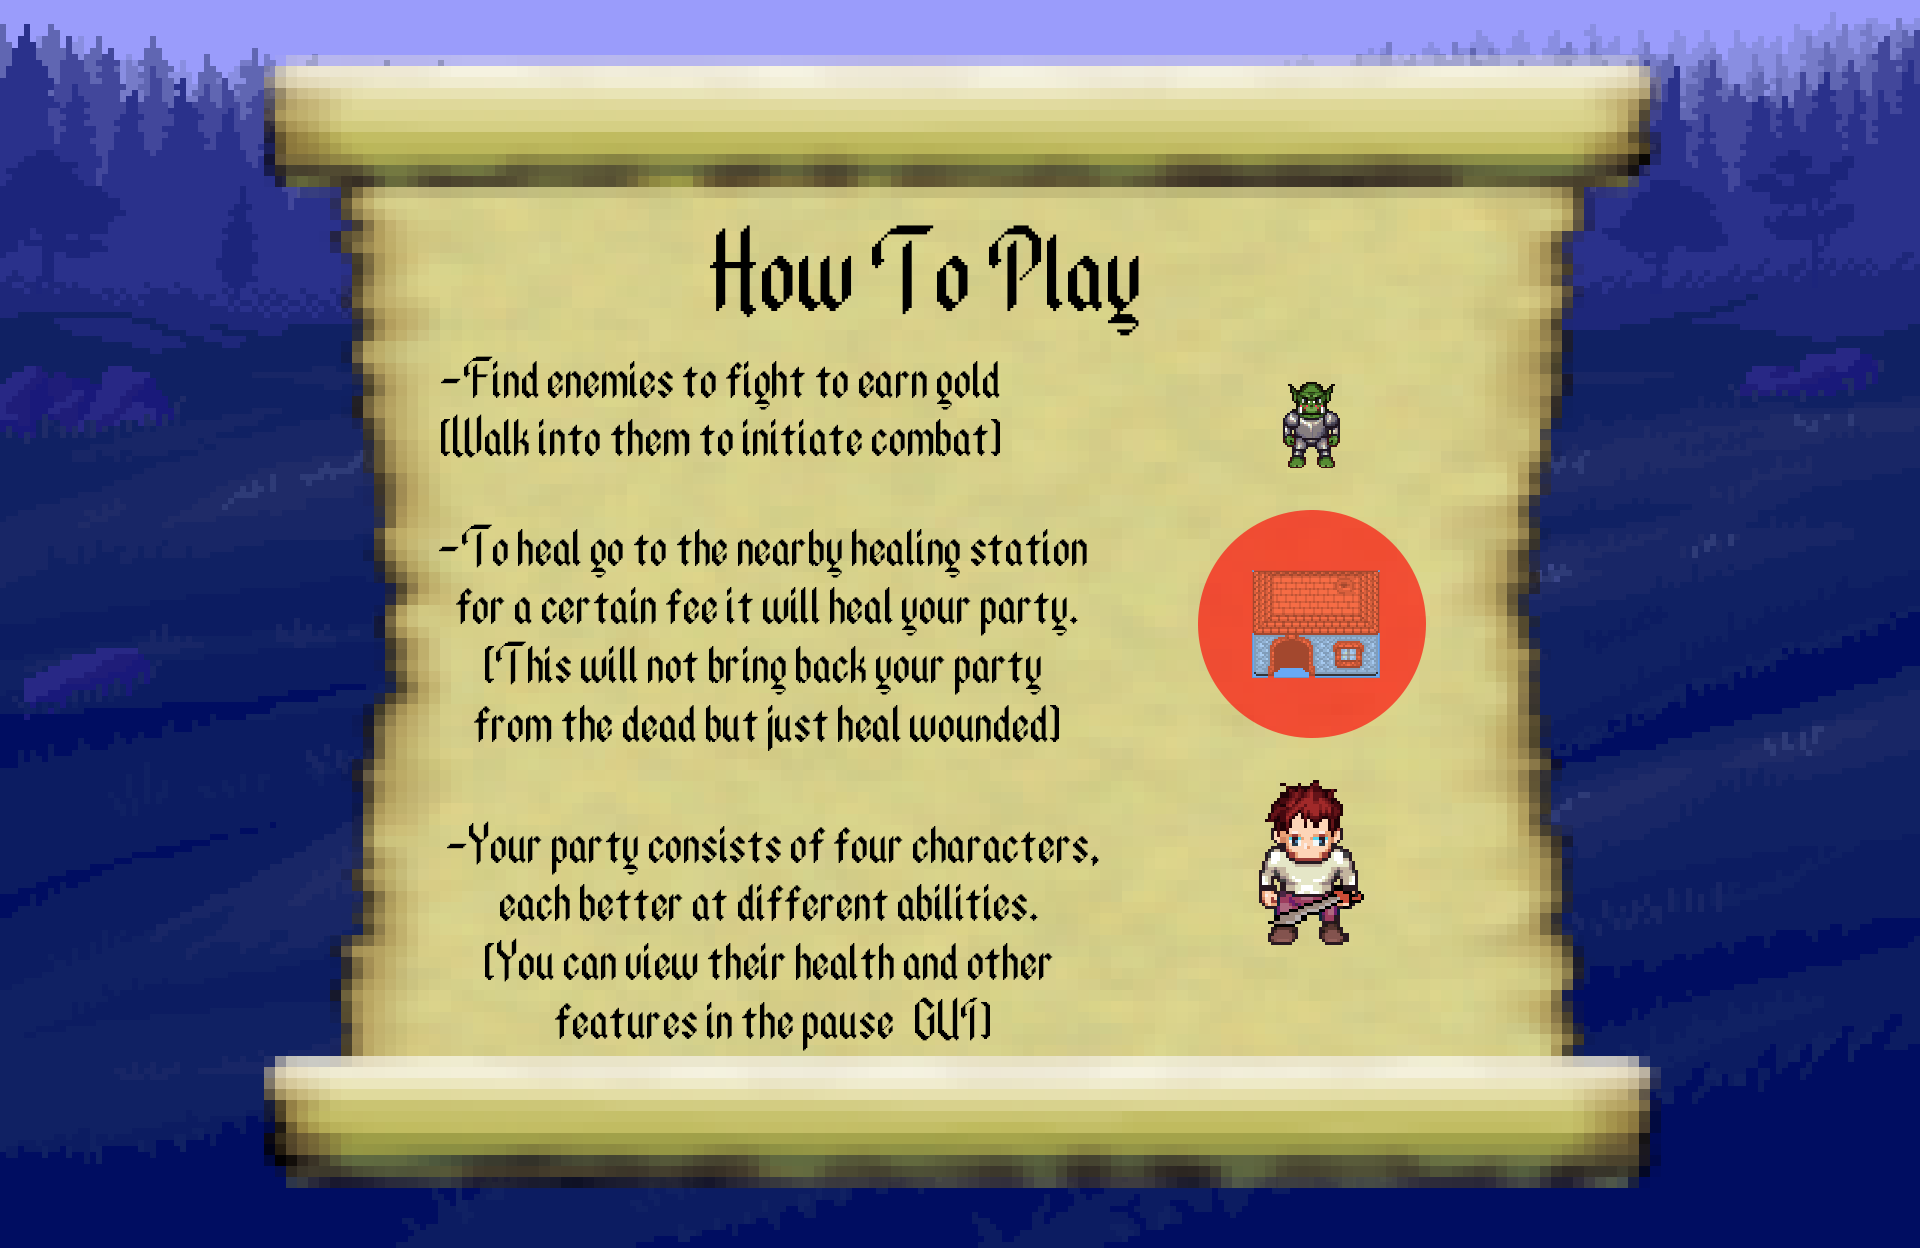 How To Play
-Find enemies to fight to earn gold
(Walk into them to initiate combat)
-To heal go to the nearby healing station
for a certain fee it will heal your party.
(This will not bring back your party
from the dead but just heal wounded)
-Your party consists of four characters,
each better at different abilities.
(You can view their health and other
features in the pause GUI)